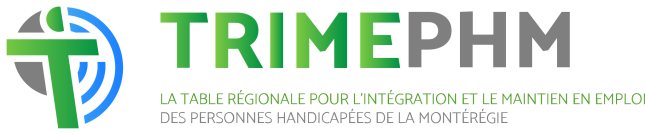 TRIMEPHM
LA TABLE RÉGIONALE POUR L'INTÉGRATION ET LE MAINTIEN EN EMPLOI
DES PERSONNES HANDICAPÉES DE LA MONTÉRÉGIE